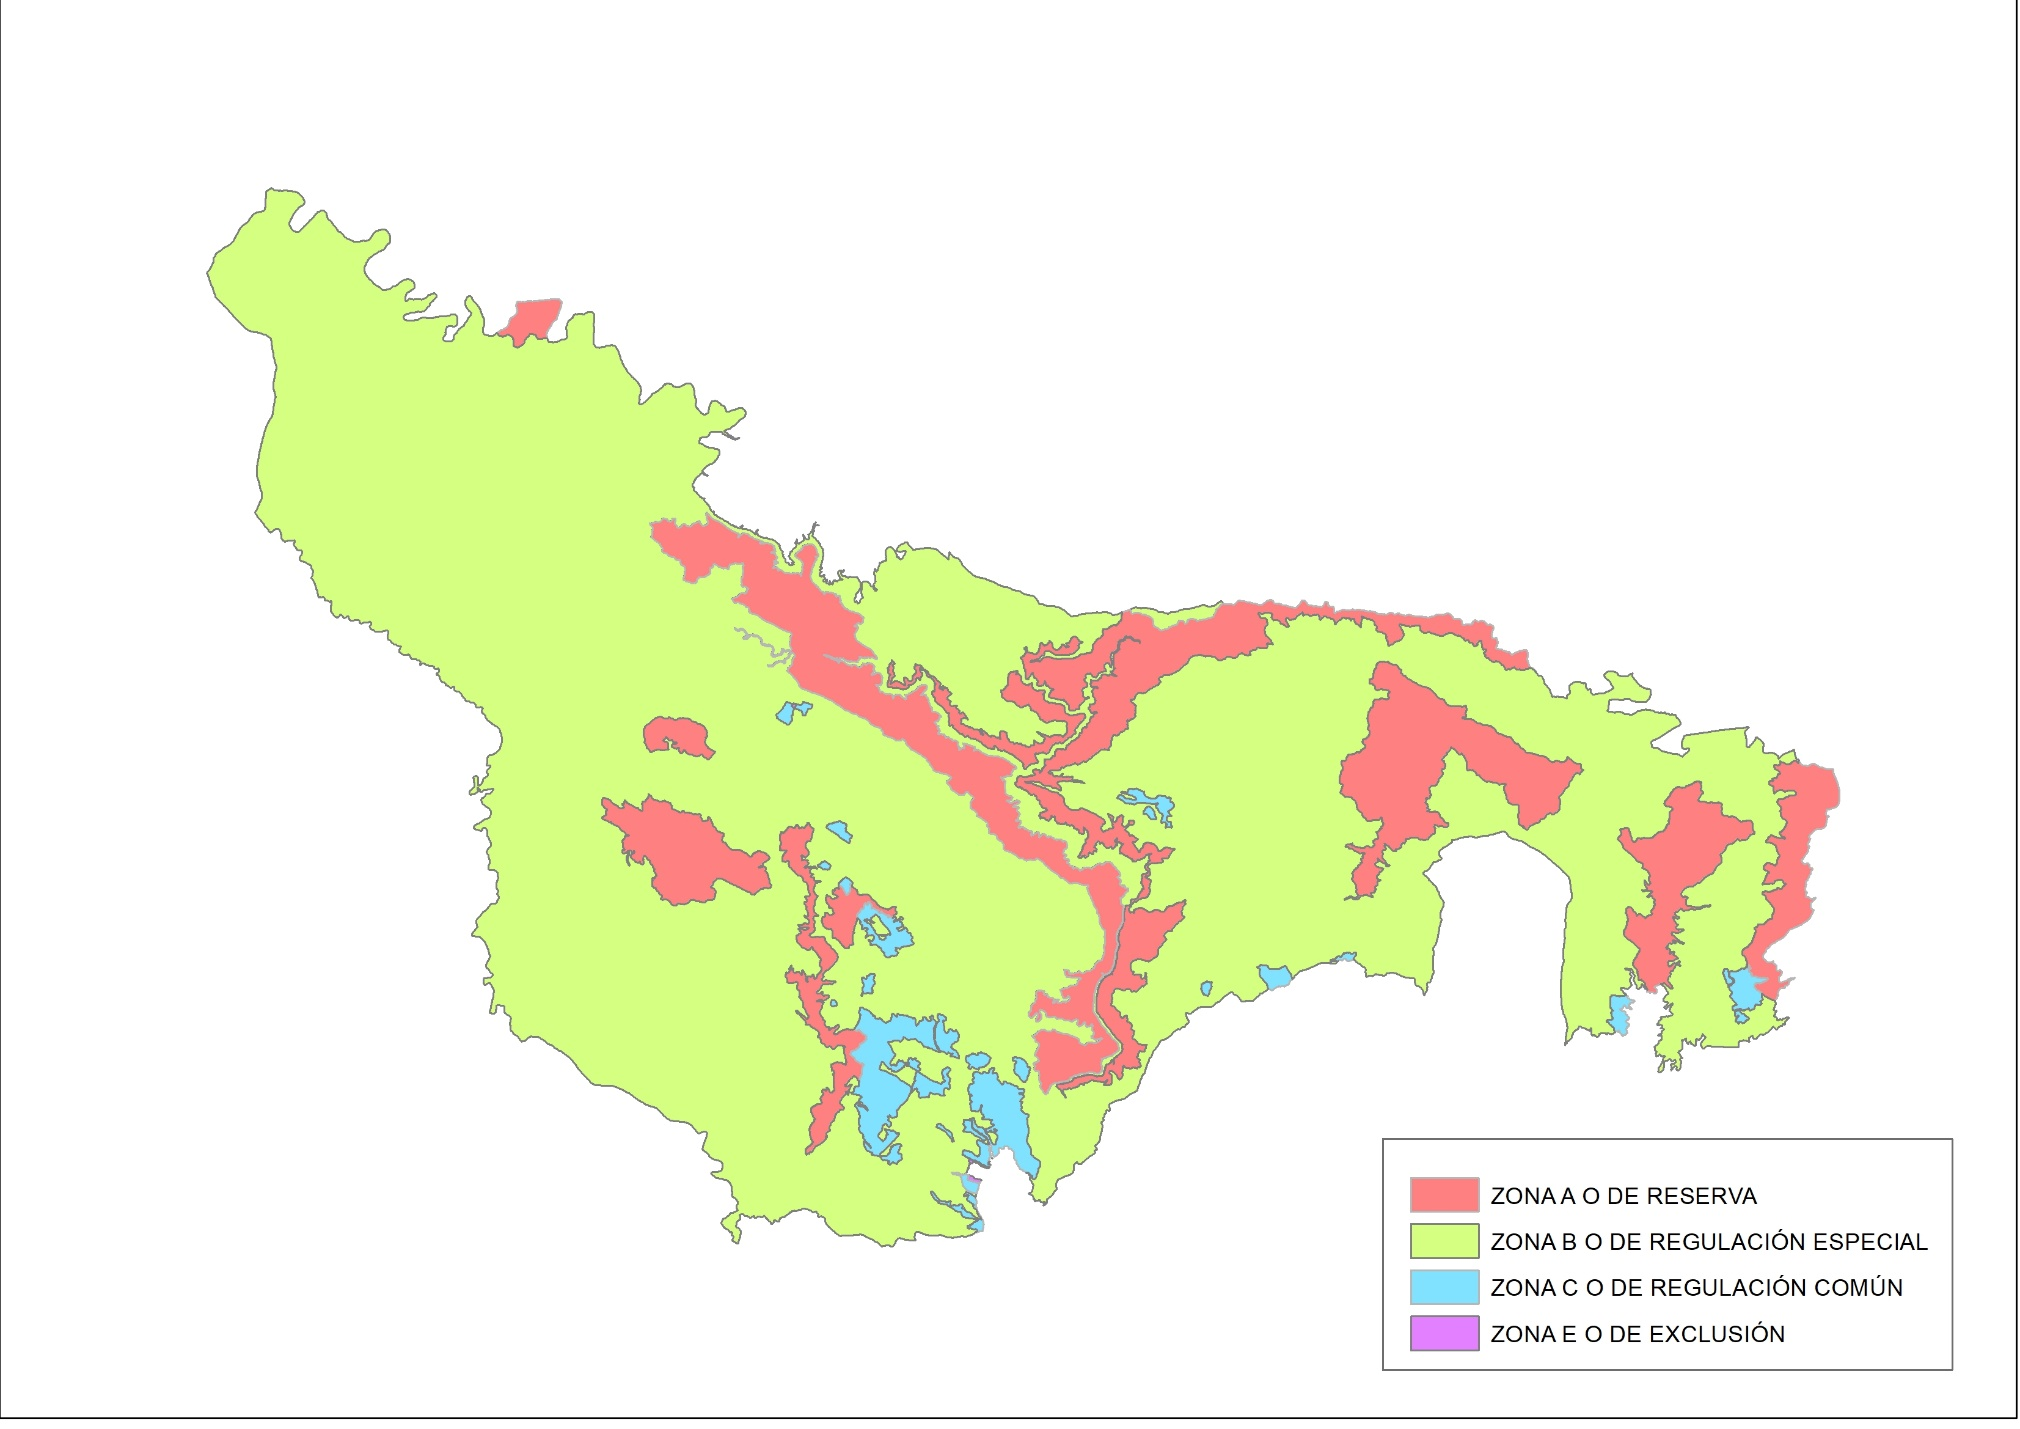 ZONA A O DE RESERVA
ZONA B O DE REGULACIÓN ESPECIAL
ZONA C O DE REGULACIÓN COMÚN
ZONA E O DE EXCLUSIÓN